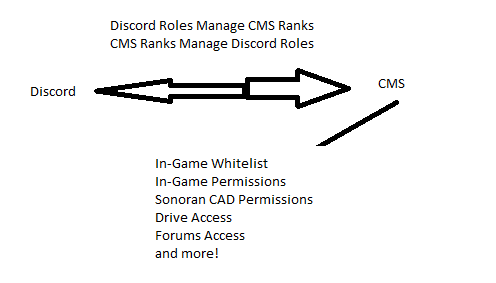 Discord Roles Manage CMS Ranks
CMS Ranks Manage Discord Roles
Discord
CMS
In-Game Whitelist
In-Game Permissions
Sonoran CAD Permissions
Drive Access
Forums Access
and more!